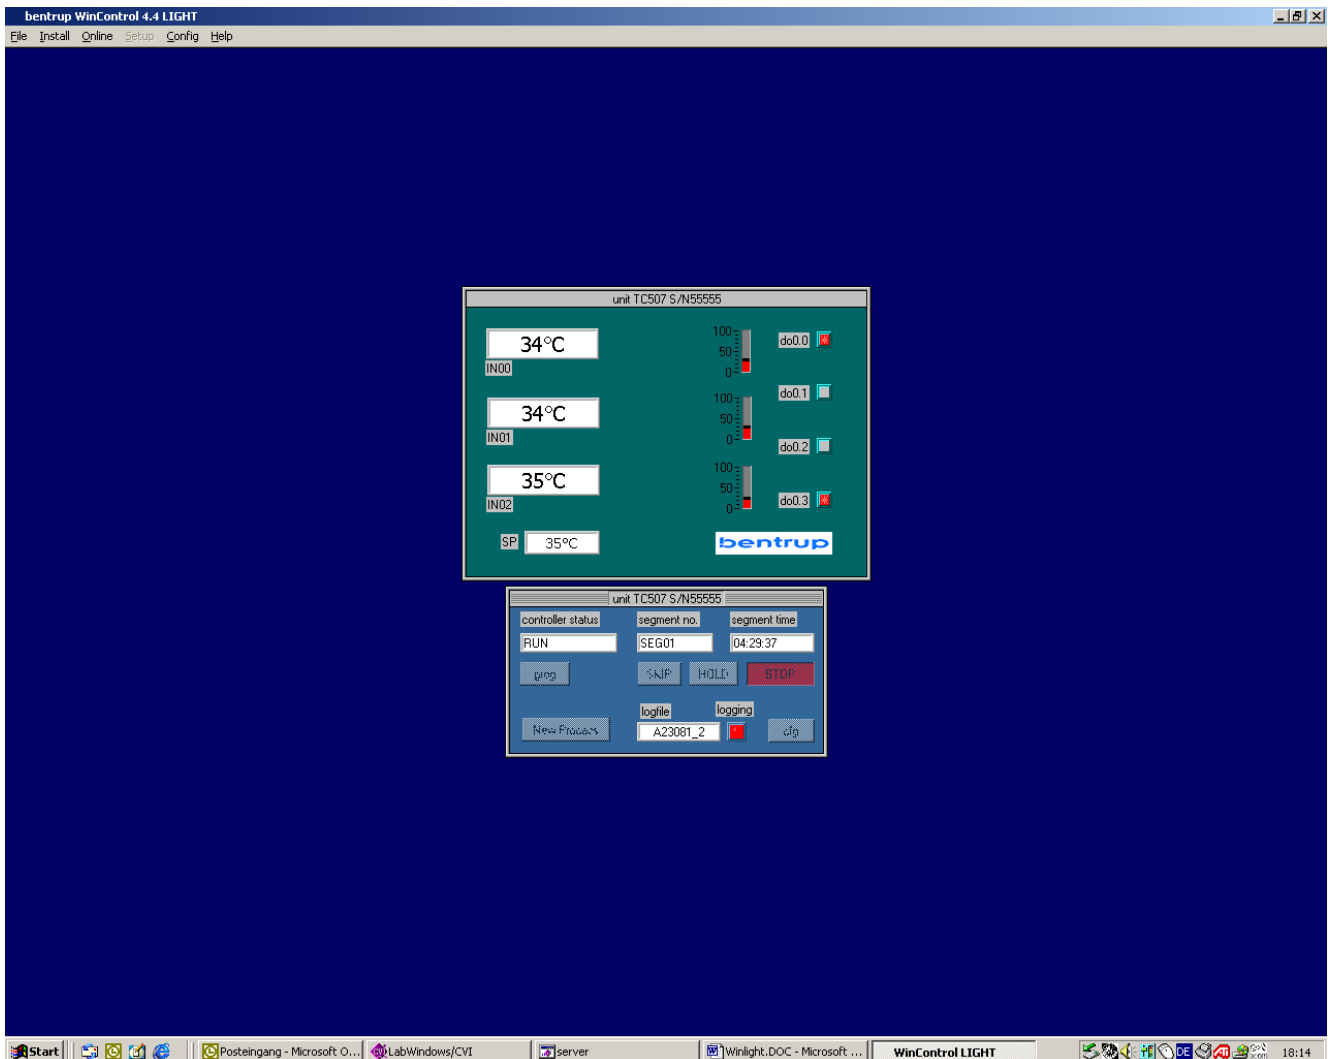 bentrup WinControl 4.4 LIGHT
File Install Online Setup Config Help
unit TC507 S/N55555
34°C
IN00
100
50
0
do0.0
do0.1
34°C
IN01
100
50
0
do0.2
35°C
IN02
100
50
0
do0.3
SP 35°C
bentrup
unit TC507 S/N55555
controller status segment no. segment time
RUN SEG01 04:29:37
prog SKIP HOLD STOP
logfile logging
New Process A23081_2 cfg
Start Posteingang - Microsoft O... LabWindows/CVI server Winlight.DOC - Microsoft ... WinControl LIGHT DE 18:14